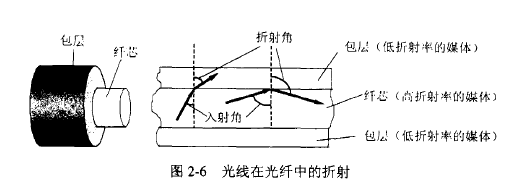 包层
纤芯
折射角
入射角
包层（低折射率的媒体）
纤芯（高折射率的媒体）
包层（低折射率的媒体）
图 2-6 光线在光纤中的折射